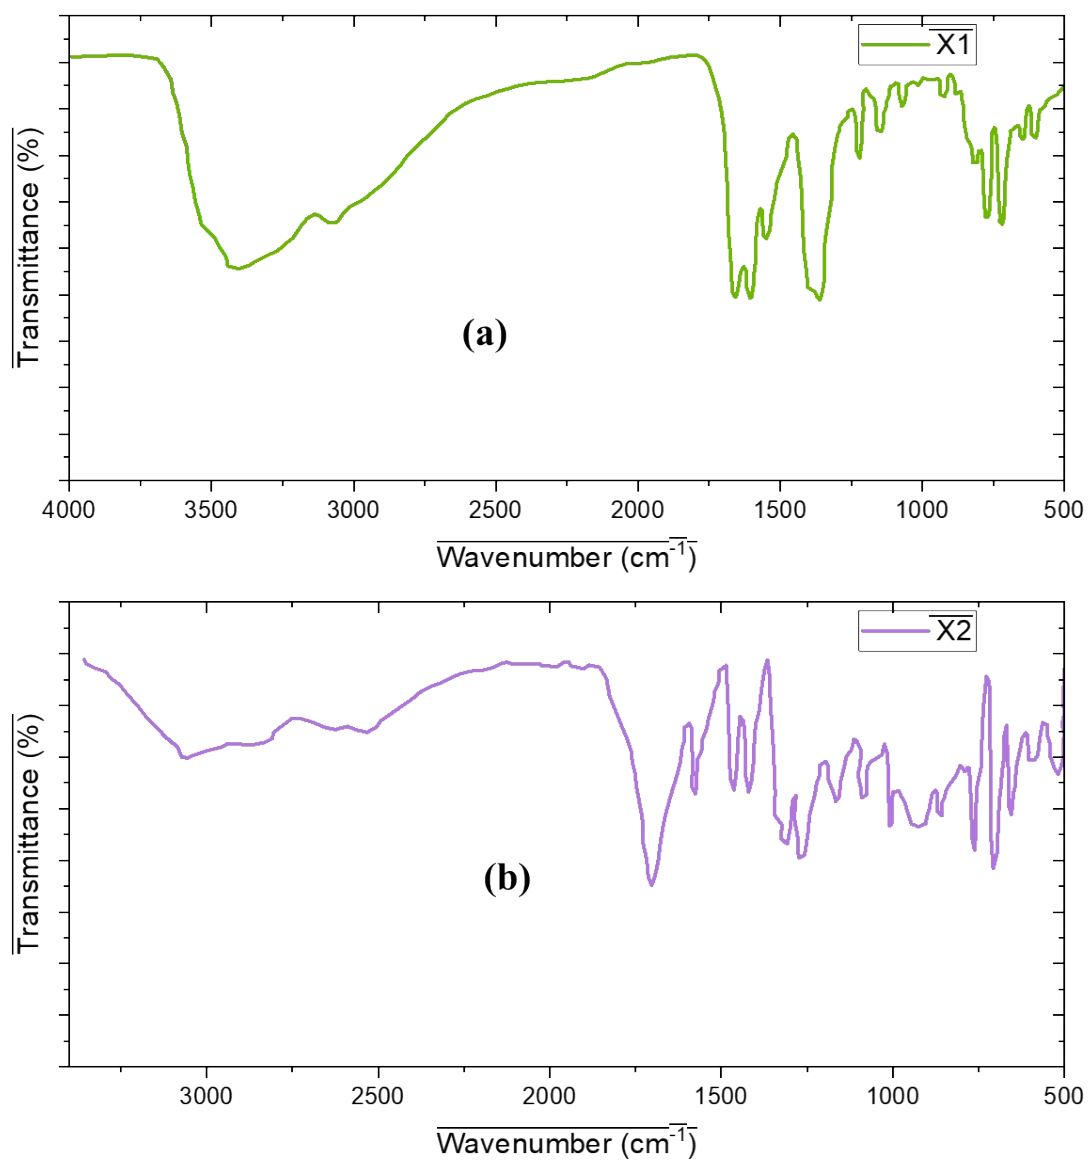 X1
Transmittance (%)
(a)
4000 3500 3000 2500 2000 1500 1000 500
Wavenumber (cm-1)
X2
Transmittance (%)
(b)
3000 2500 2000 1500 1000 500
Wavenumber (cm-1)